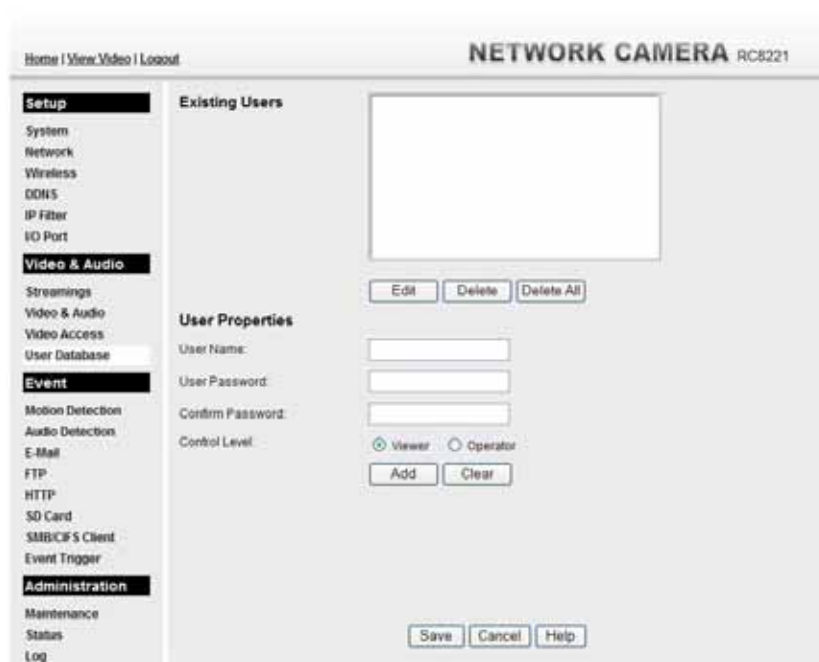 Home | View Video | Logout
NETWORK CAMERA RC8221
Setup
System
Network
Wireless
DDNS
IP Filter
I/O Port
Video & Audio
Streamings
Video & Audio
Video Access
User Database
Event
Motion Detection
Audio Detection
E-Mail
FTP
HTTP
SD Card
SMB/CIFS Client
Event Trigger
Administration
Maintenance
Status
Log
Existing Users
Edit Delete Delete All
User Properties
User Name:
User Password:
Confirm Password:
Control Level: Viewer Operator
Add Clear
Save Cancel Help